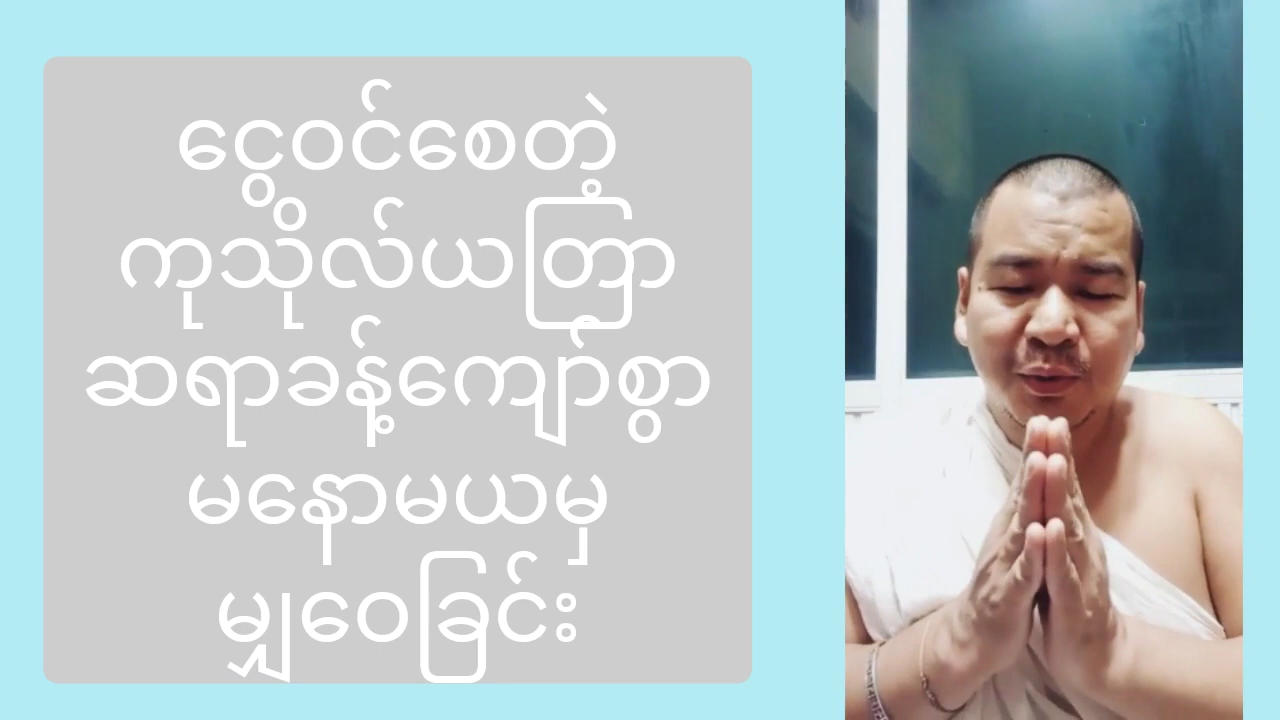 ငွေဝင်စေတဲ့
ကုသိုလ်ယတြာ
ဆရာခန့်ကျော်စွာ
မနောမယမှ
မျှဝေခြင်း